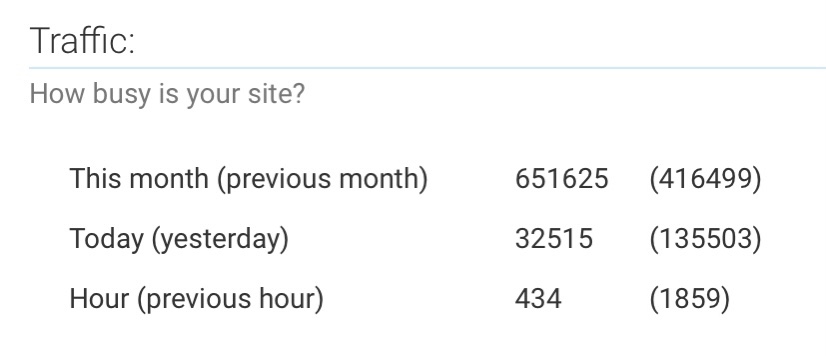 Traffic:
How busy is your site?
This month (previous month) 651625 (416499)
Today (yesterday) 32515 (135503)
Hour (previous hour) 434 (1859)